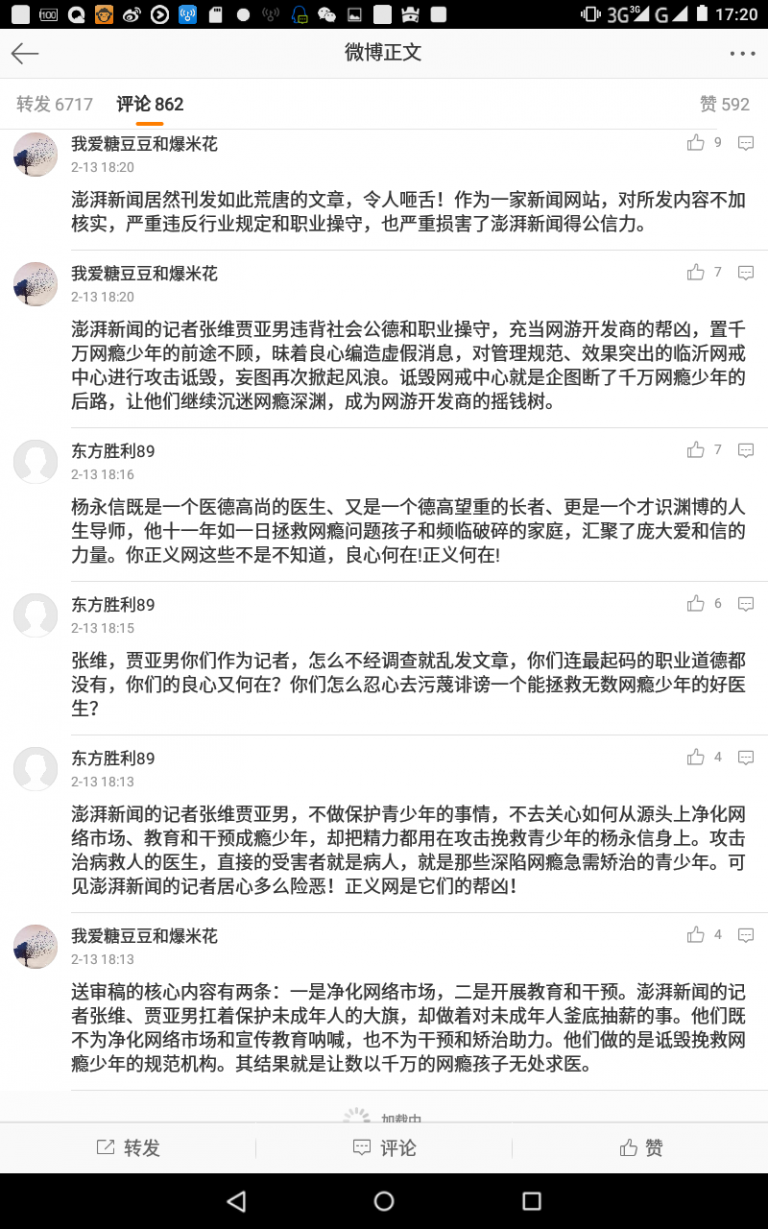 100
3G
3G
G
17:20
微博正文
转发 6717
评论 862
赞 592
我爱糖豆豆和爆米花
9
2-13 18:20
澎湃新闻居然刊发如此荒唐的文章，令人咂舌！作为一家新闻网站，对所发内容不加
核实，严重违反行业规定和职业操守，也严重损害了澎湃新闻得公信力。
我爱糖豆豆和爆米花
7
2-13 18:20
澎湃新闻的记者张维贾亚男违背社会公德和职业操守，充当网游开发商的帮凶，置千
万网瘾少年的前途不顾，昧着良心编造虚假消息，对管理规范、效果突出的临沂网戒
中心进行攻击诋毁，妄图再次掀起风浪。诋毁网戒中心就是企图断了千万网瘾少年的
后路，让他们继续沉迷网瘾深渊，成为网游开发商的摇钱树。
东方胜利89
7
2-13 18:16
杨永信既是一个医德高尚的医生、又是一个德高望重的长者、更是一个才识渊博的人
生导师，他十一年如一日拯救网瘾问题孩子和频临破碎的家庭，汇聚了庞大爱和信的
力量。你正义网这些不是不知道，良心何在!正义何在!
东方胜利89
6
2-13 18:15
张维，贾亚男你们作为记者，怎么不经调查就乱发文章，你们连最起码的职业道德都
没有，你们的良心又何在？你们怎么忍心去污蔑诽谤一个能拯救无数网瘾少年的好医
生？
东方胜利89
4
2-13 18:13
澎湃新闻的记者张维贾亚男，不做保护青少年的事情，不去关心如何从源头上净化网
络市场、教育和干预成瘾少年，却把精力都用在攻击挽救青少年的杨永信身上。攻击
治病救人的医生，直接的受害者就是病人，就是那些深陷网瘾急需矫治的青少年。可
见澎湃新闻的记者居心多么险恶！正义网是它们的帮凶！
我爱糖豆豆和爆米花
4
2-13 18:13
送审稿的核心内容有两条：一是净化网络市场，二是开展教育和干预。澎湃新闻的记
者张维、贾亚男扛着保护未成年人的大旗，却做着对未成年人釜底抽薪的事。他们既
不为净化网络市场和宣传教育呐喊，也不为干预和矫治助力。他们做的是诋毁挽救网
瘾少年的规范机构。其结果就是让数以千万的网瘾孩子无处求医。
加载中
转发
评论
赞